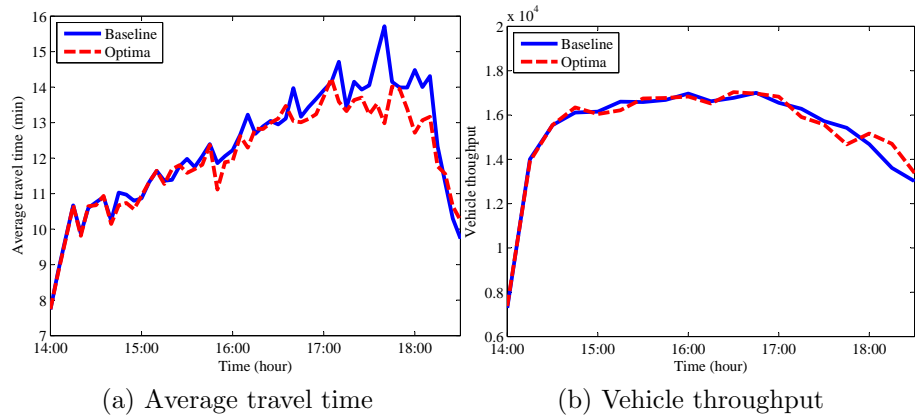 16
15
14
13
12
11
10
9
8
7
Average travel time (min)
Baseline
Optima
14:00 15:00 16:00 17:00 18:00
Time (hour)
(a) Average travel time
x 10⁴
2
1.8
1.6
1.4
1.2
1
0.8
0.6
Vehicle thoughput
Baseline
Optima
14:00 15:00 16:00 17:00 18:00
Time (hour)
(b) Vehicle throughput